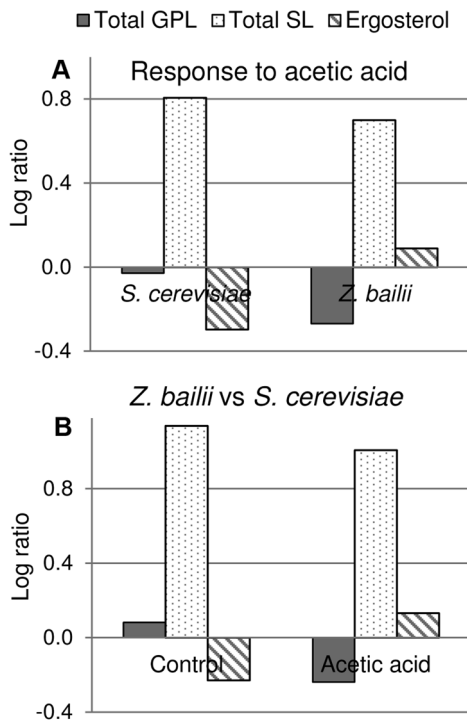 Total GPL Total SL Ergosterol
A Response to acetic acid
Log ratio
0.8
0.4
0.0
-0.4
S. cerevisiae Z. bailii
Z. bailii vs S. cerevisiae
B
Log ratio
0.8
0.4
0.0
-0.4
Control Acetic acid